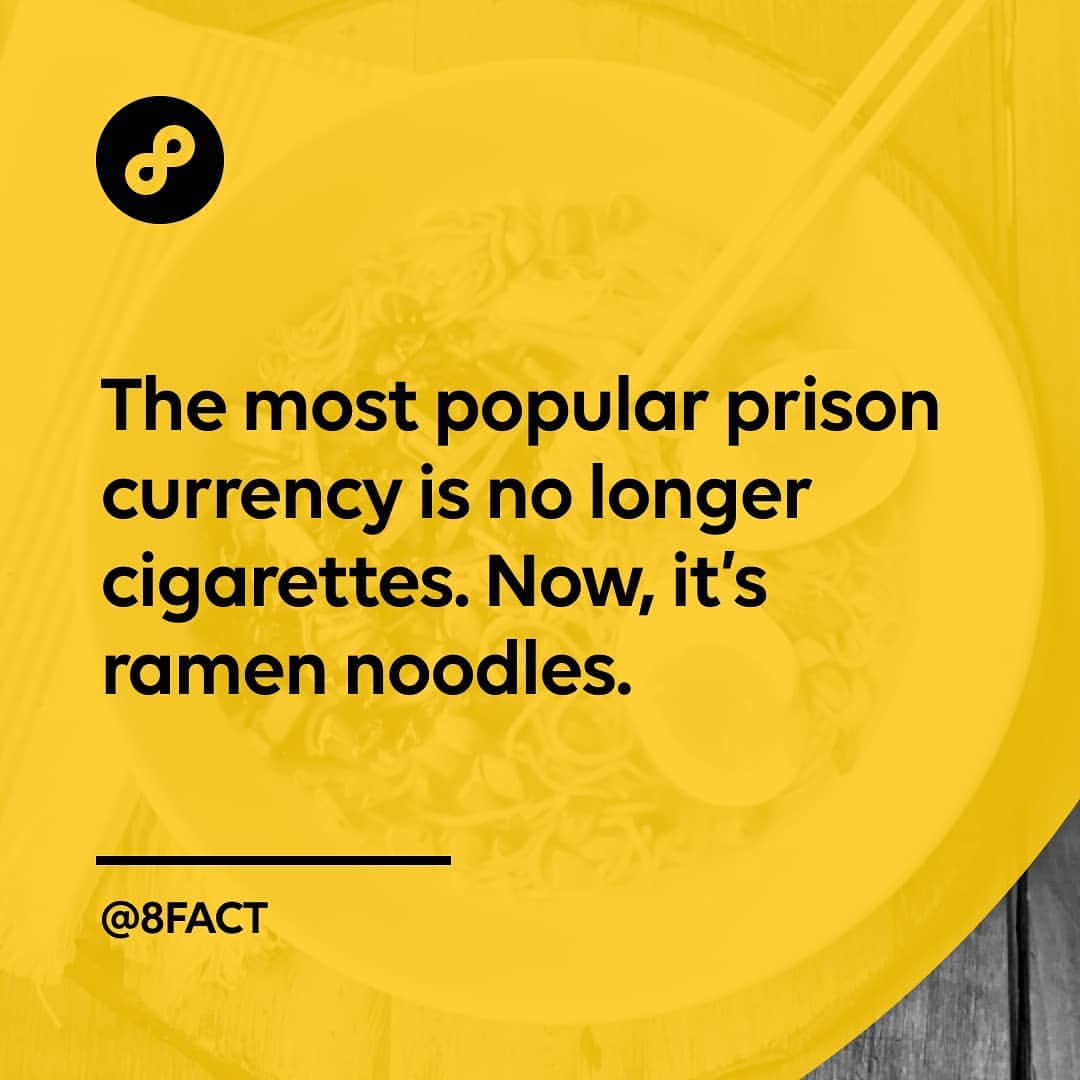 The most popular prison
currency is no longer
cigarettes. Now, it’s
ramen noodles.
@8FACT